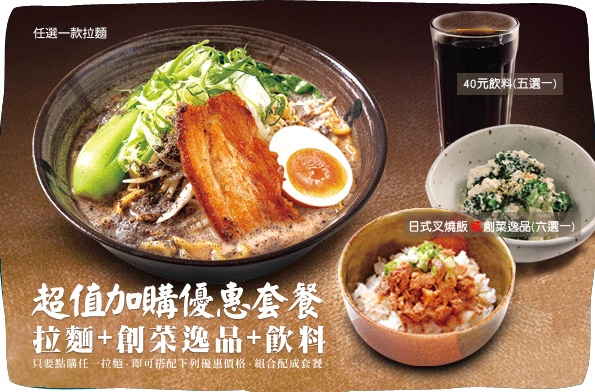 任選一款拉麵
40元飲料(五選一)
日式叉燒飯 創菜逸品(六選一)
超值加購優惠套餐
拉麵+創菜逸品+飲料
只要點購任一拉麵，即可搭配下列優惠價格，組合配成套餐。